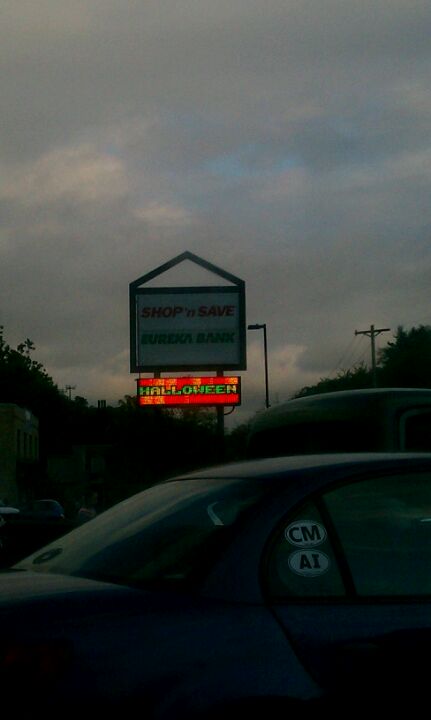 SHOP 'n SAVE
EUREKA BANK
HALLOWEEN
CM
AI